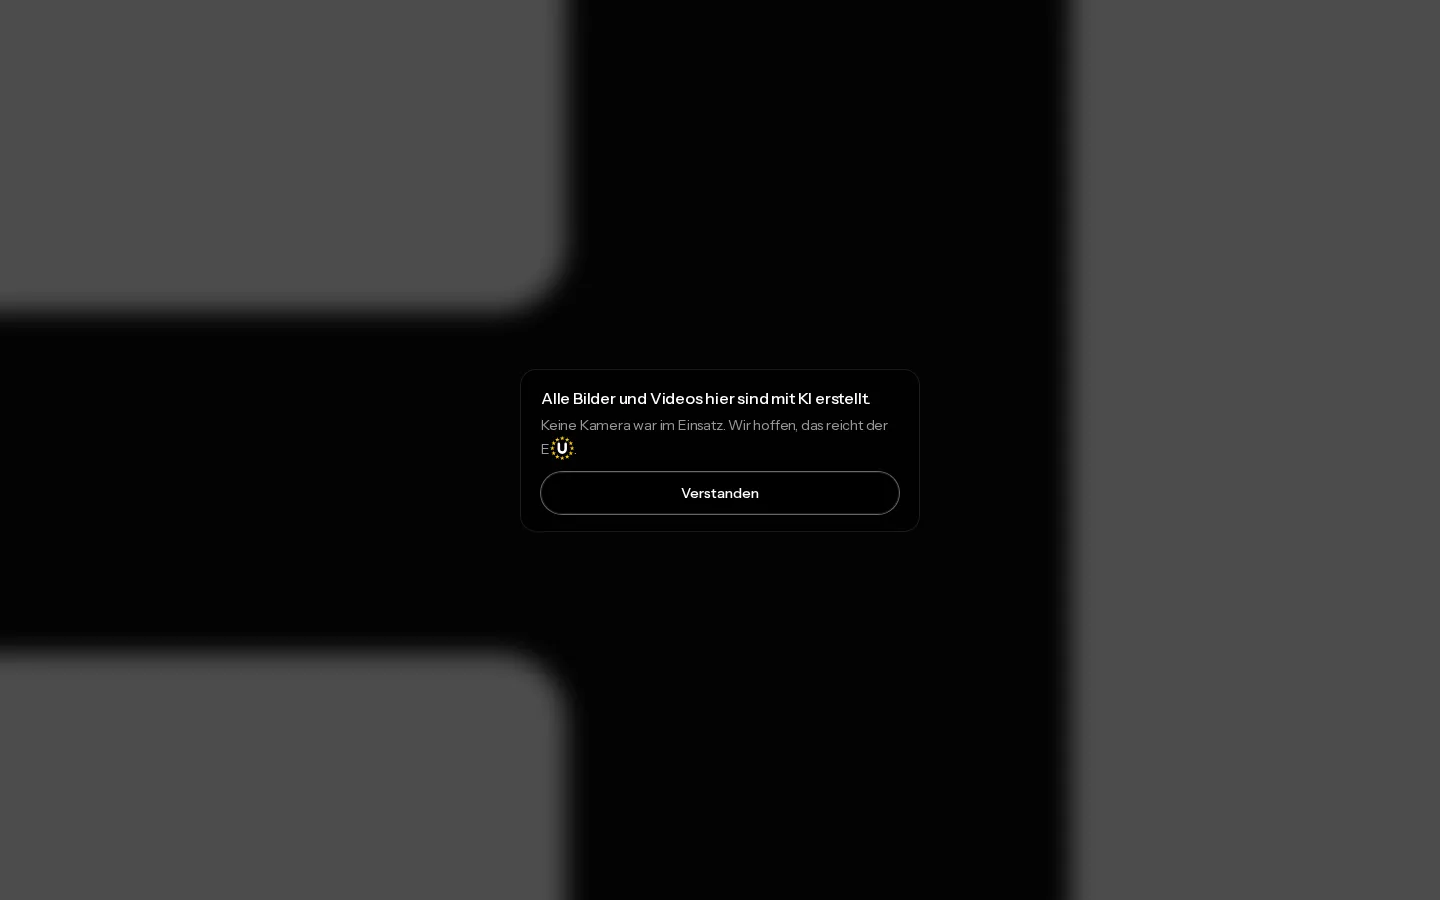 Alle Bilder und Videos hier sind mit KI erstellt.
Keine Kamera war im Einsatz. Wir hoffen, das reicht der
EU.
Verstanden